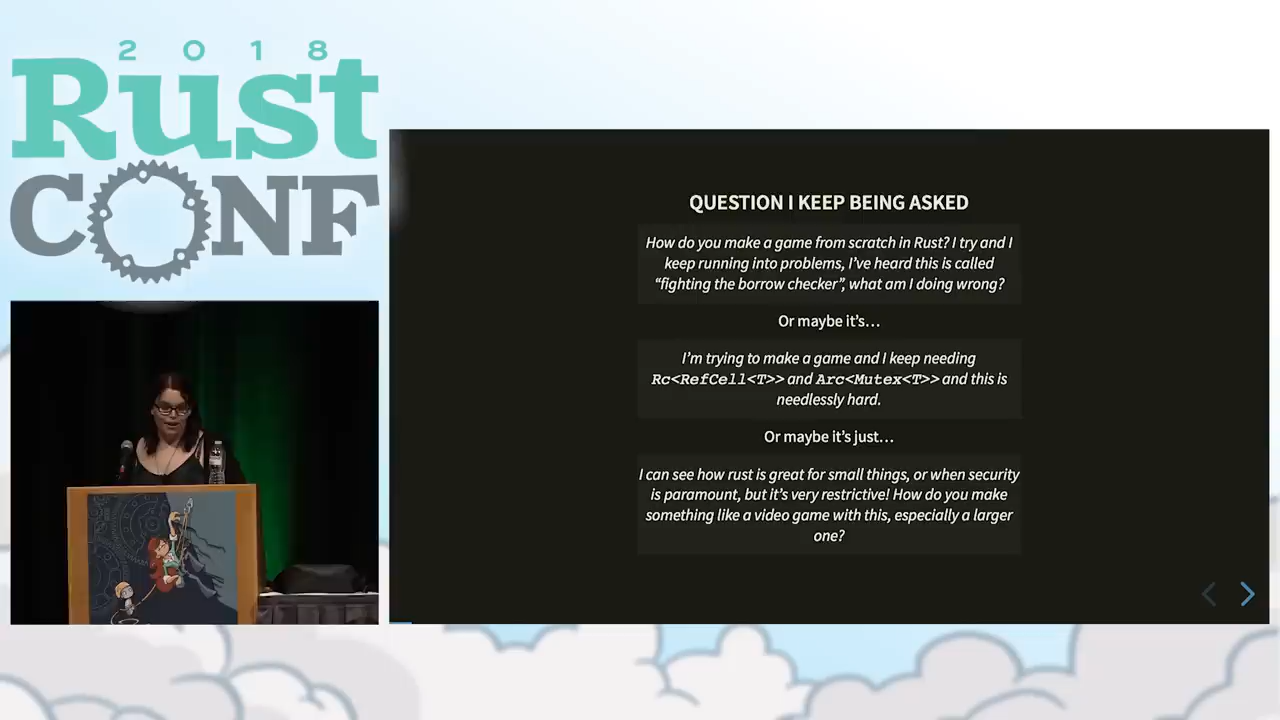 2018
Rust
CONF
QUESTION I KEEP BEING ASKED
How do you make a game from scratch in Rust? I try and I
keep running into problems, I've heard this is called
“fighting the borrow checker”, what am I doing wrong?
Or maybe it's…
I'm trying to make a game and I keep needing
Rc<RefCell<T>> and Arc<Mutex<T>> and this is
needlessly hard.
Or maybe it's just…
I can see how rust is great for small things, or when security
is paramount, but it's very restrictive! How do you make
something like a video game with this, especially a larger
one?